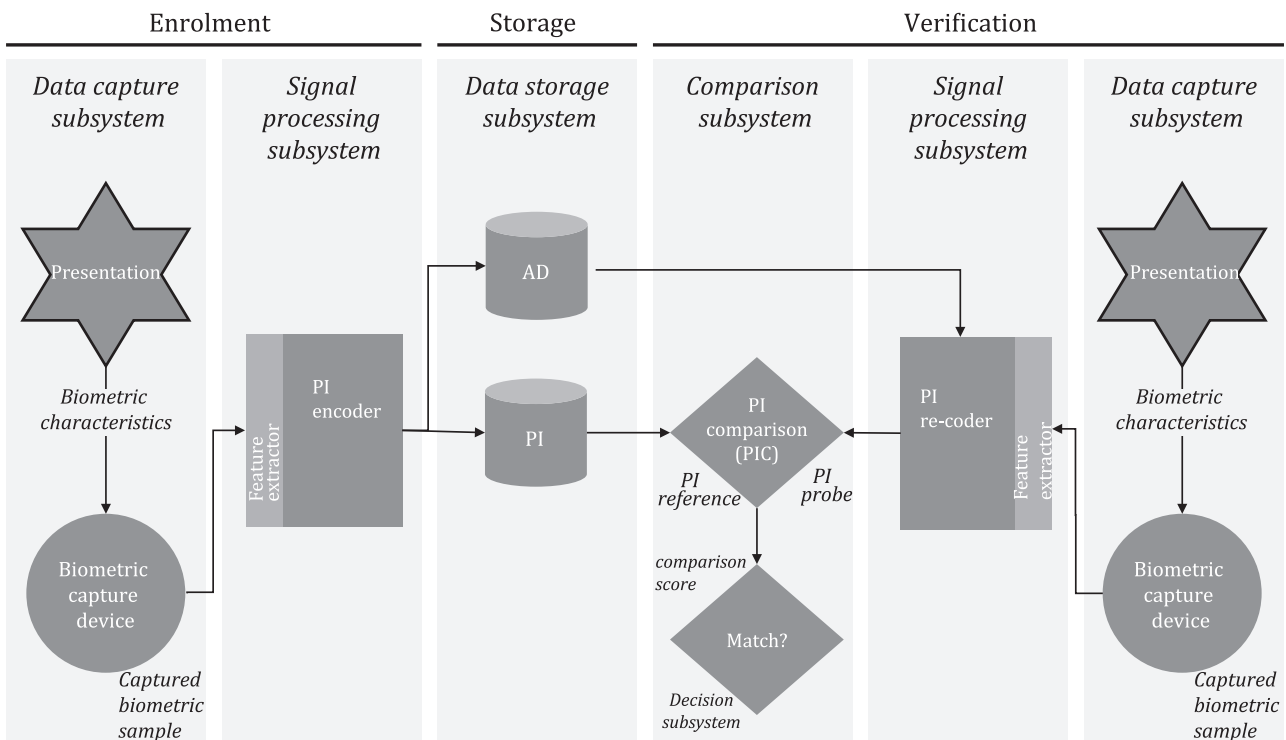 Enrolment
Storage
Verification
Data capture
subsystem
Signal
processing
subsystem
Data storage
subsystem
Comparison
subsystem
Signal
processing
subsystem
Data capture
subsystem
Presentation
Biometric
characteristics
Biometric
capture
device
Captured
biometric
sample
Feature
extractor
PI
encoder
AD
PI
PI
comparison
(PIC)
PI
reference
PI
probe
comparison
score
Match?
Decision
subsystem
PI
re-coder
Feature
extractor
Presentation
Biometric
characteristics
Biometric
capture
device
Captured
biometric
sample